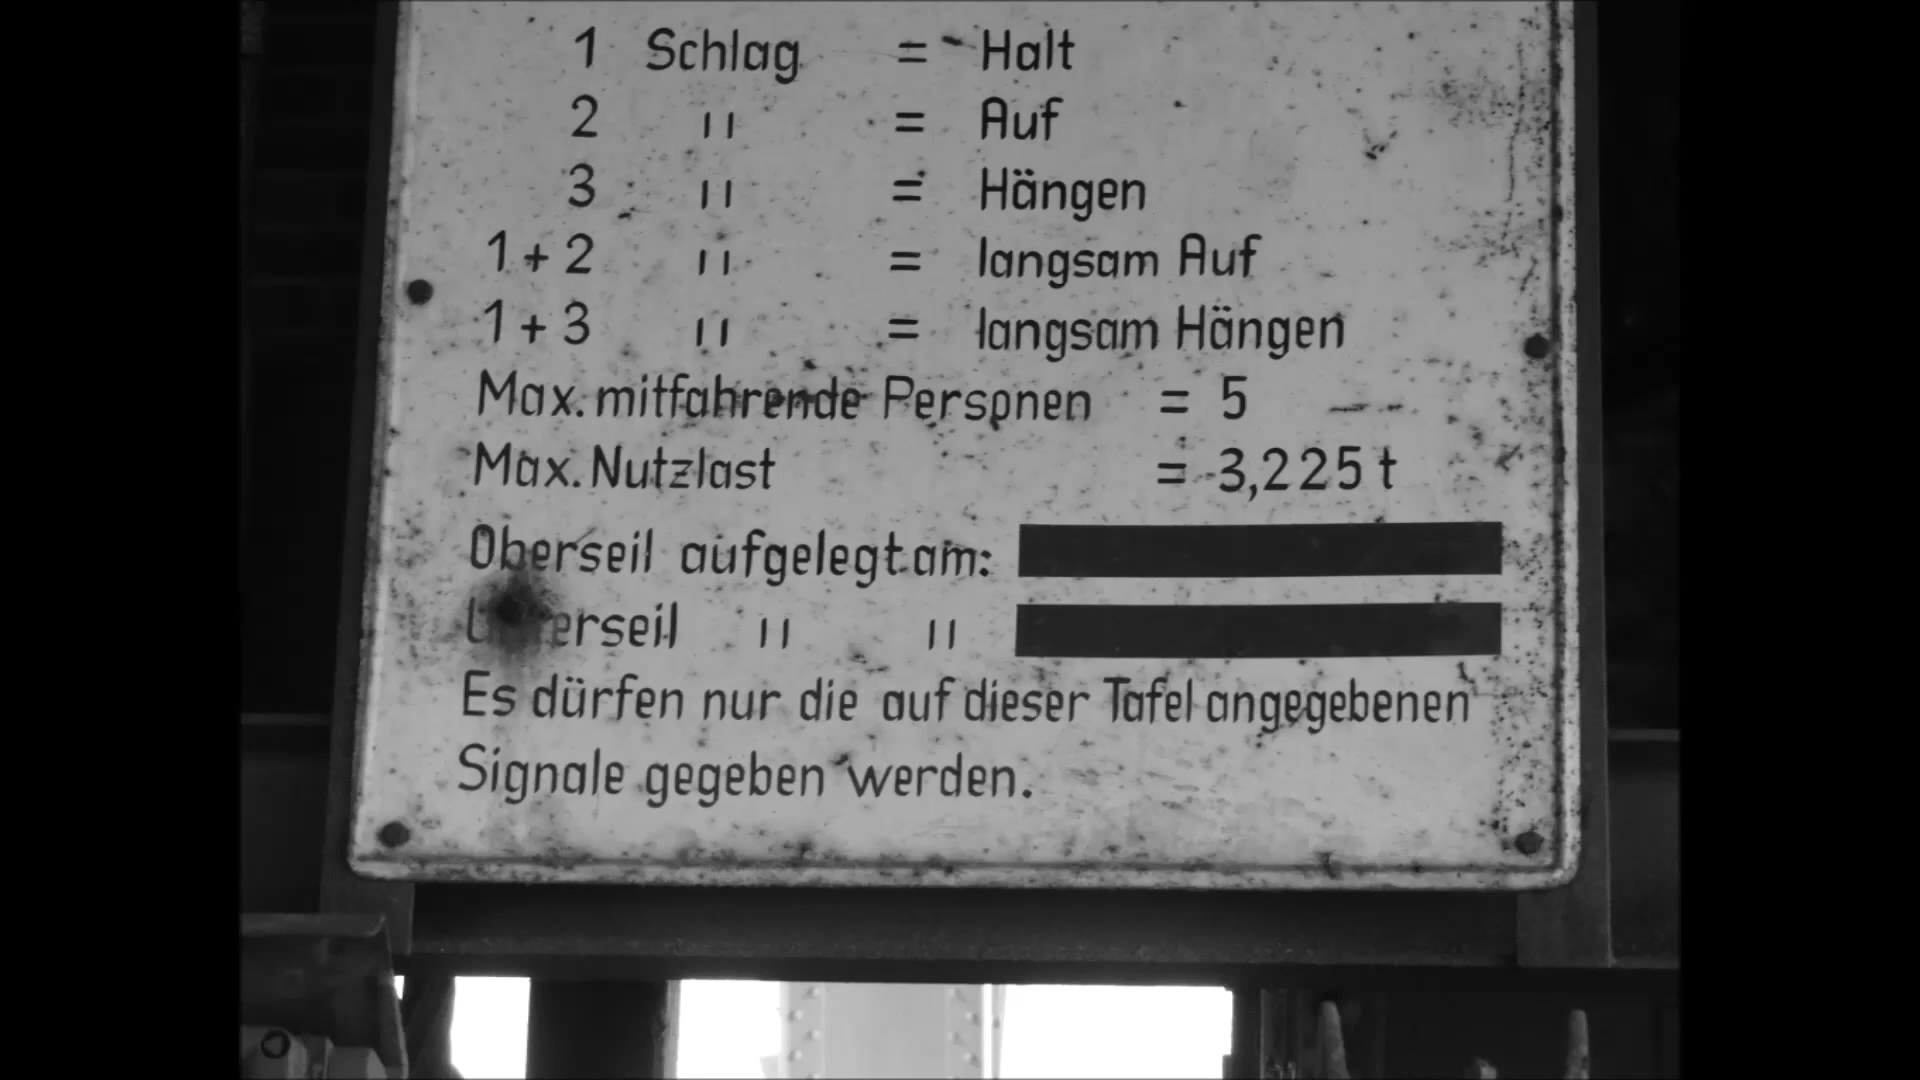 1 Schlag = Halt
2 " = Auf
3 " = Hängen
1 + 2 " = langsam Auf
1 + 3 " = langsam Hängen
Max. mitfahrende Personen = 5
Max. Nutzlast = 3,225 t
Oberseil aufgelegt am:
Unterseil " "
Es dürfen nur die auf dieser Tafel angegebenen
Signale gegeben werden.